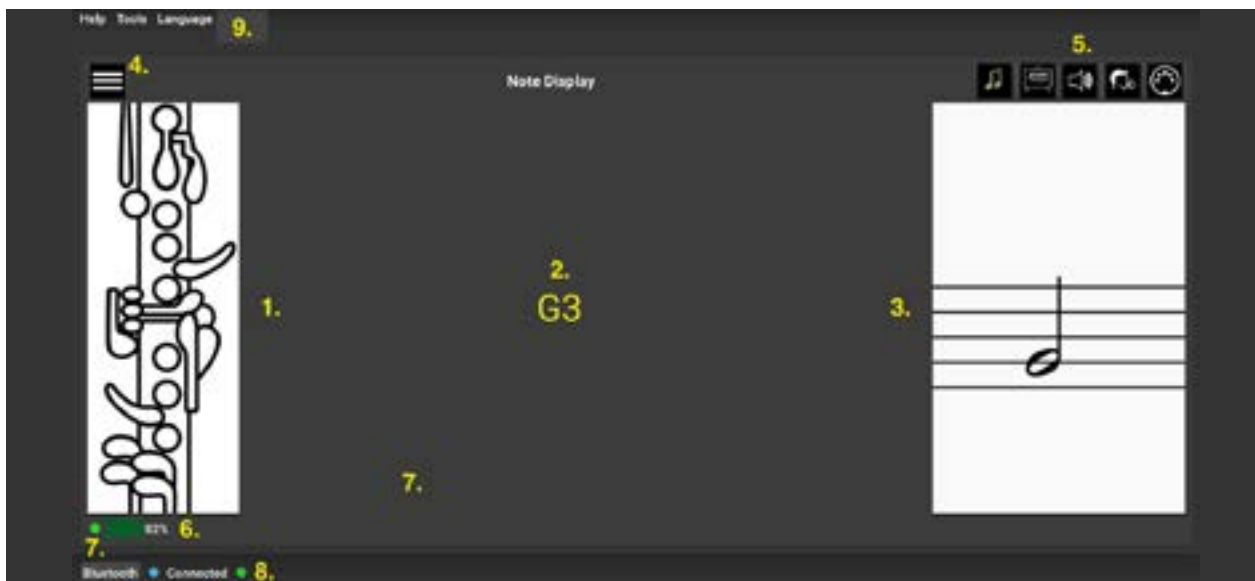 Help Tools Language
9.
4.
5.
Note Display
1.
2.
G3
3.
7.
82% 6.
7.
Bluetooth Connected 8.